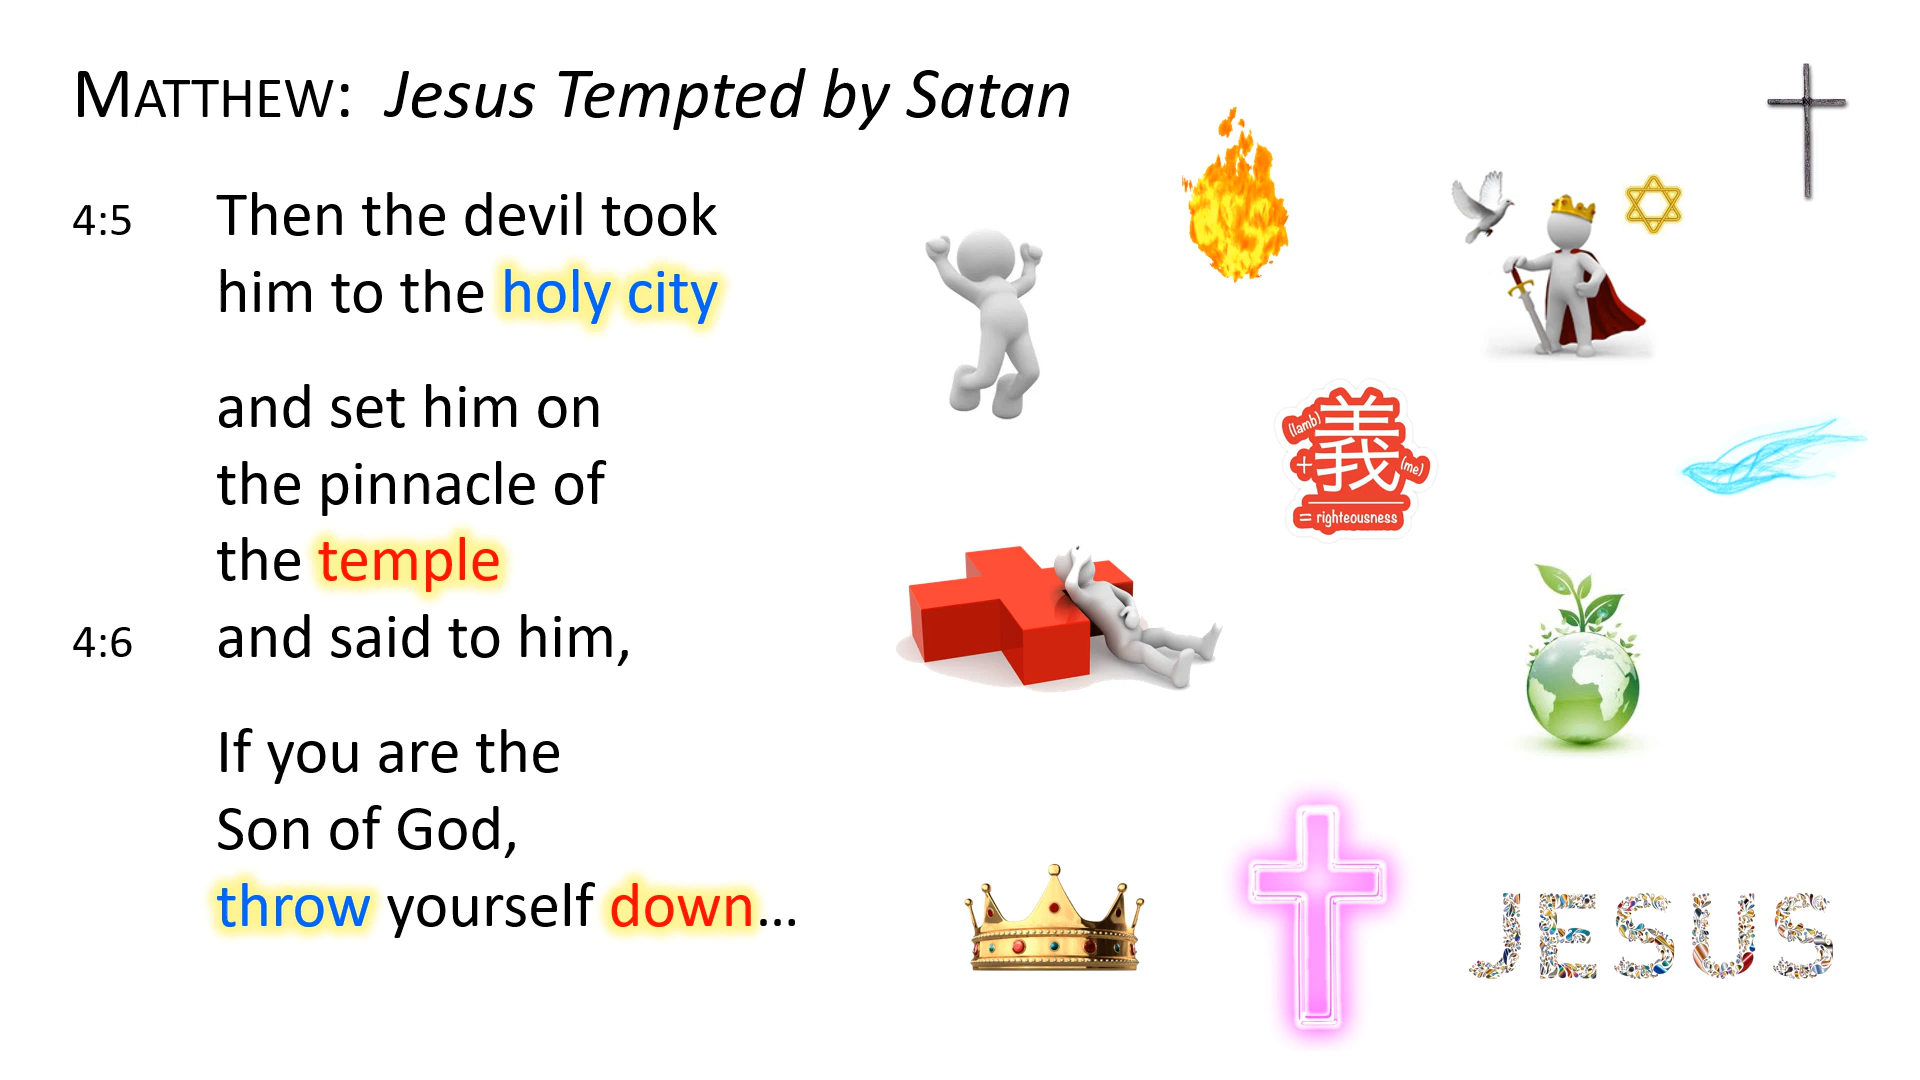 MATTHEW: Jesus Tempted by Satan
4:5 Then the devil took
him to the holy city
and set him on
the pinnacle of
the temple
4:6 and said to him,
If you are the
Son of God,
throw yourself down…
(lamb)
義
+ (me)
= righteousness
JESUS